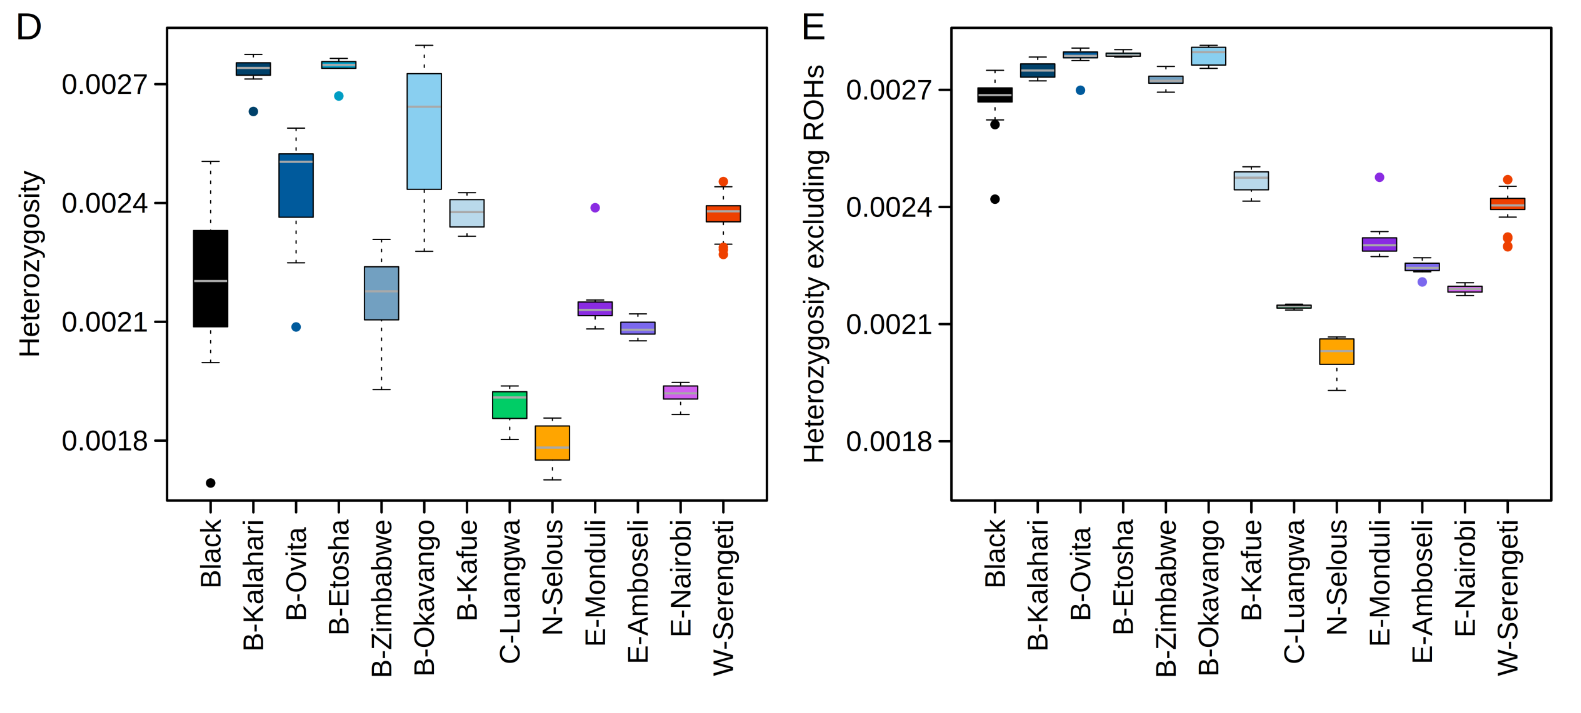 D
Heterozygosity
0.0027
0.0024
0.0021
0.0018
Black
B-Kalahari
B-Ovita
B-Etosha
B-Zimbabwe
B-Okavango
B-Kafue
C-Luangwa
N-Selous
E-Monduli
E-Amboseli
E-Nairobi
W-Serengeti
E
Heterozygosity excluding ROHs
0.0027
0.0024
0.0021
0.0018
Black
B-Kalahari
B-Ovita
B-Etosha
B-Zimbabwe
B-Okavango
B-Kafue
C-Luangwa
N-Selous
E-Monduli
E-Amboseli
E-Nairobi
W-Serengeti